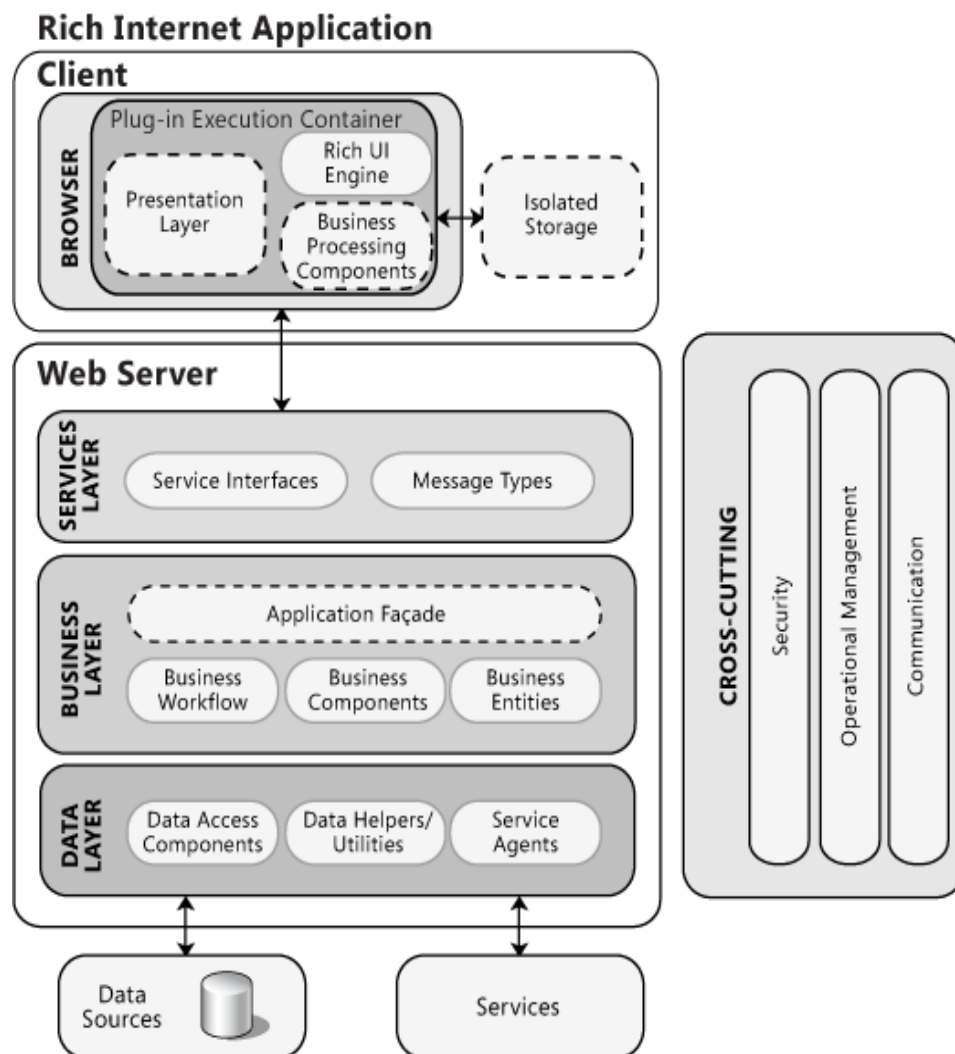 Rich Internet Application
Client
BROWSER
Plug-in Execution Container
Presentation
Layer
Rich UI
Engine
Business
Processing
Components
Isolated
Storage
Web Server
SERVICES
LAYER
Service Interfaces
Message Types
BUSINESS
LAYER
Application Façade
Business
Workflow
Business
Components
Business
Entities
DATA
LAYER
Data Access
Components
Data Helpers/
Utilities
Service
Agents
Data
Sources
Services
CROSS-CUTTING
Security
Operational Management
Communication